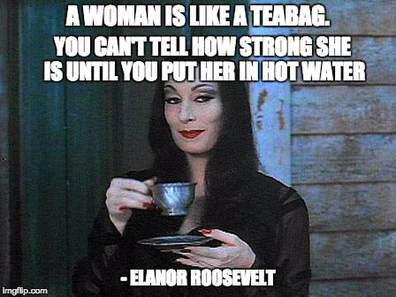 A WOMAN IS LIKE A TEABAG.
YOU CAN'T TELL HOW STRONG SHE
IS UNTIL YOU PUT HER IN HOT WATER
- ELANOR ROOSEVELT
imgflip.com